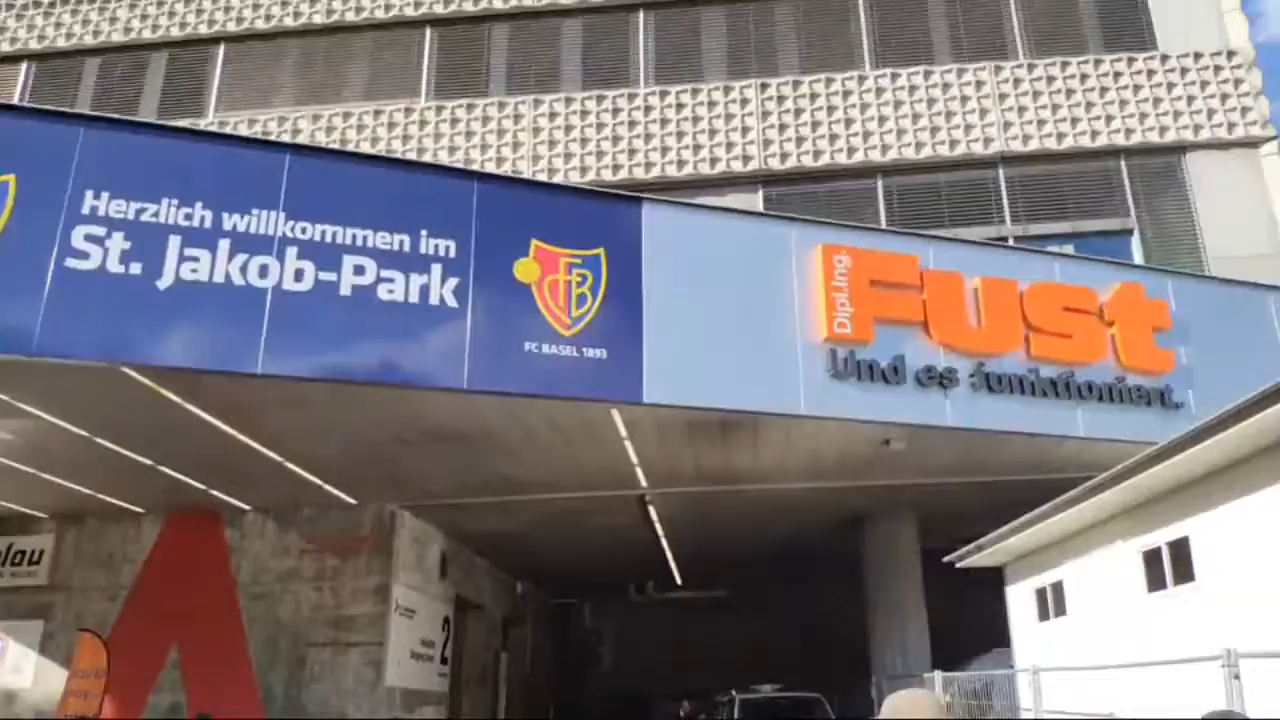 Herzlich willkommen im
St. Jakob-Park
FCB
FC BASEL 1893
Dipl.Ing.
Fust
Und es funktioniert.
2